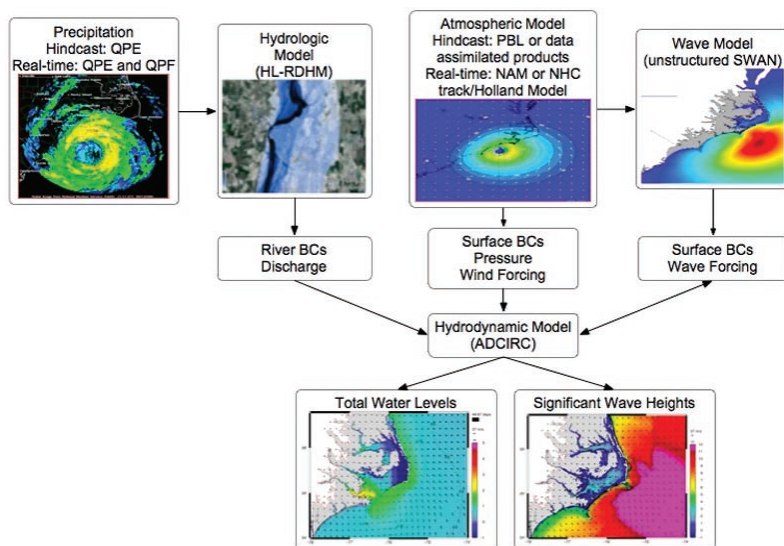 Precipitation
Hindcast: QPE
Real-time: QPE and QPF
Hydrologic
Model
(HL-RDHM)
Atmospheric Model
Hindcast: PBL or data
assimilated products
Real-time: NAM or NHC
track/Holland Model
Wave Model
(unstructured SWAN)
River BCs
Discharge
Surface BCs
Pressure
Wind Forcing
Surface BCs
Wave Forcing
Hydrodynamic Model
(ADCIRC)
Total Water Levels
Significant Wave Heights